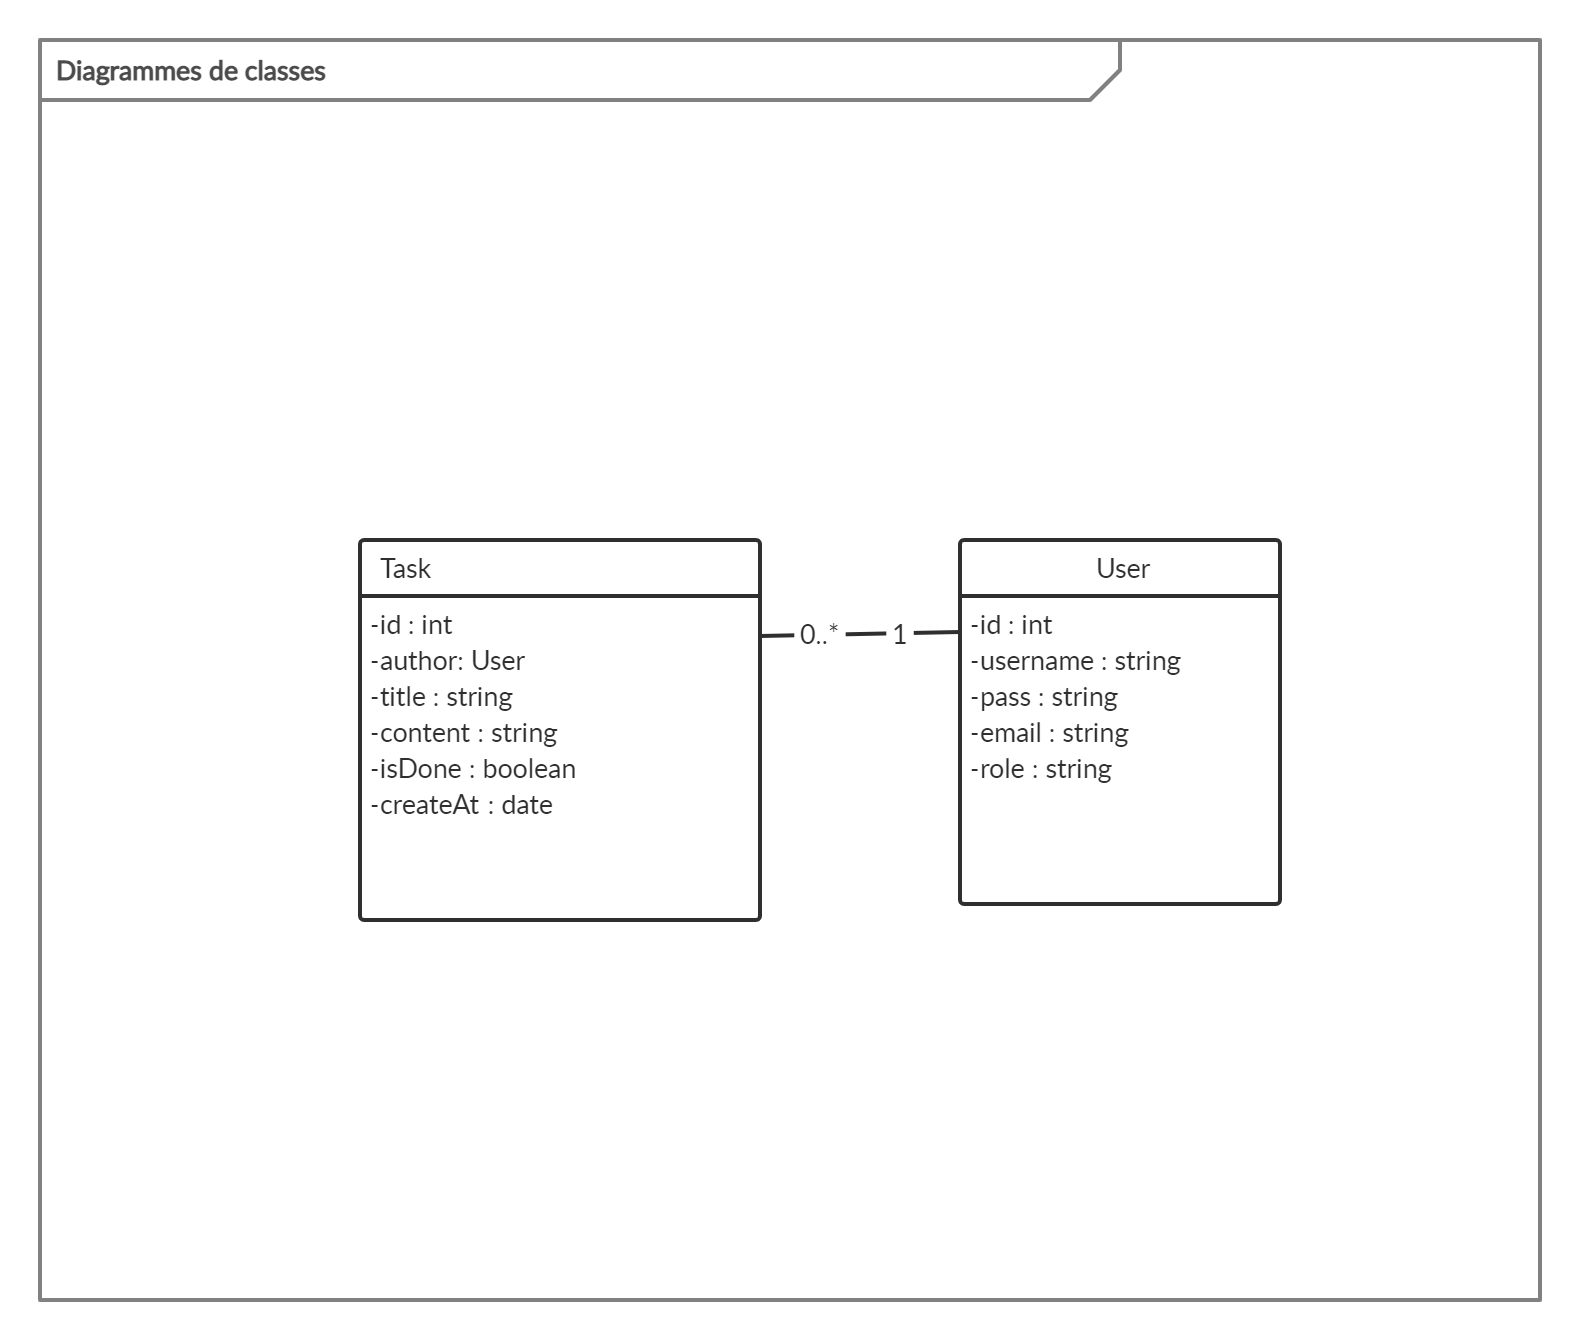 Diagrammes de classes
Task
-id : int
-author: User
-title : string
-content : string
-isDone : boolean
-createAt : date
0..*
1
User
-id : int
-username : string
-pass : string
-email : string
-role : string